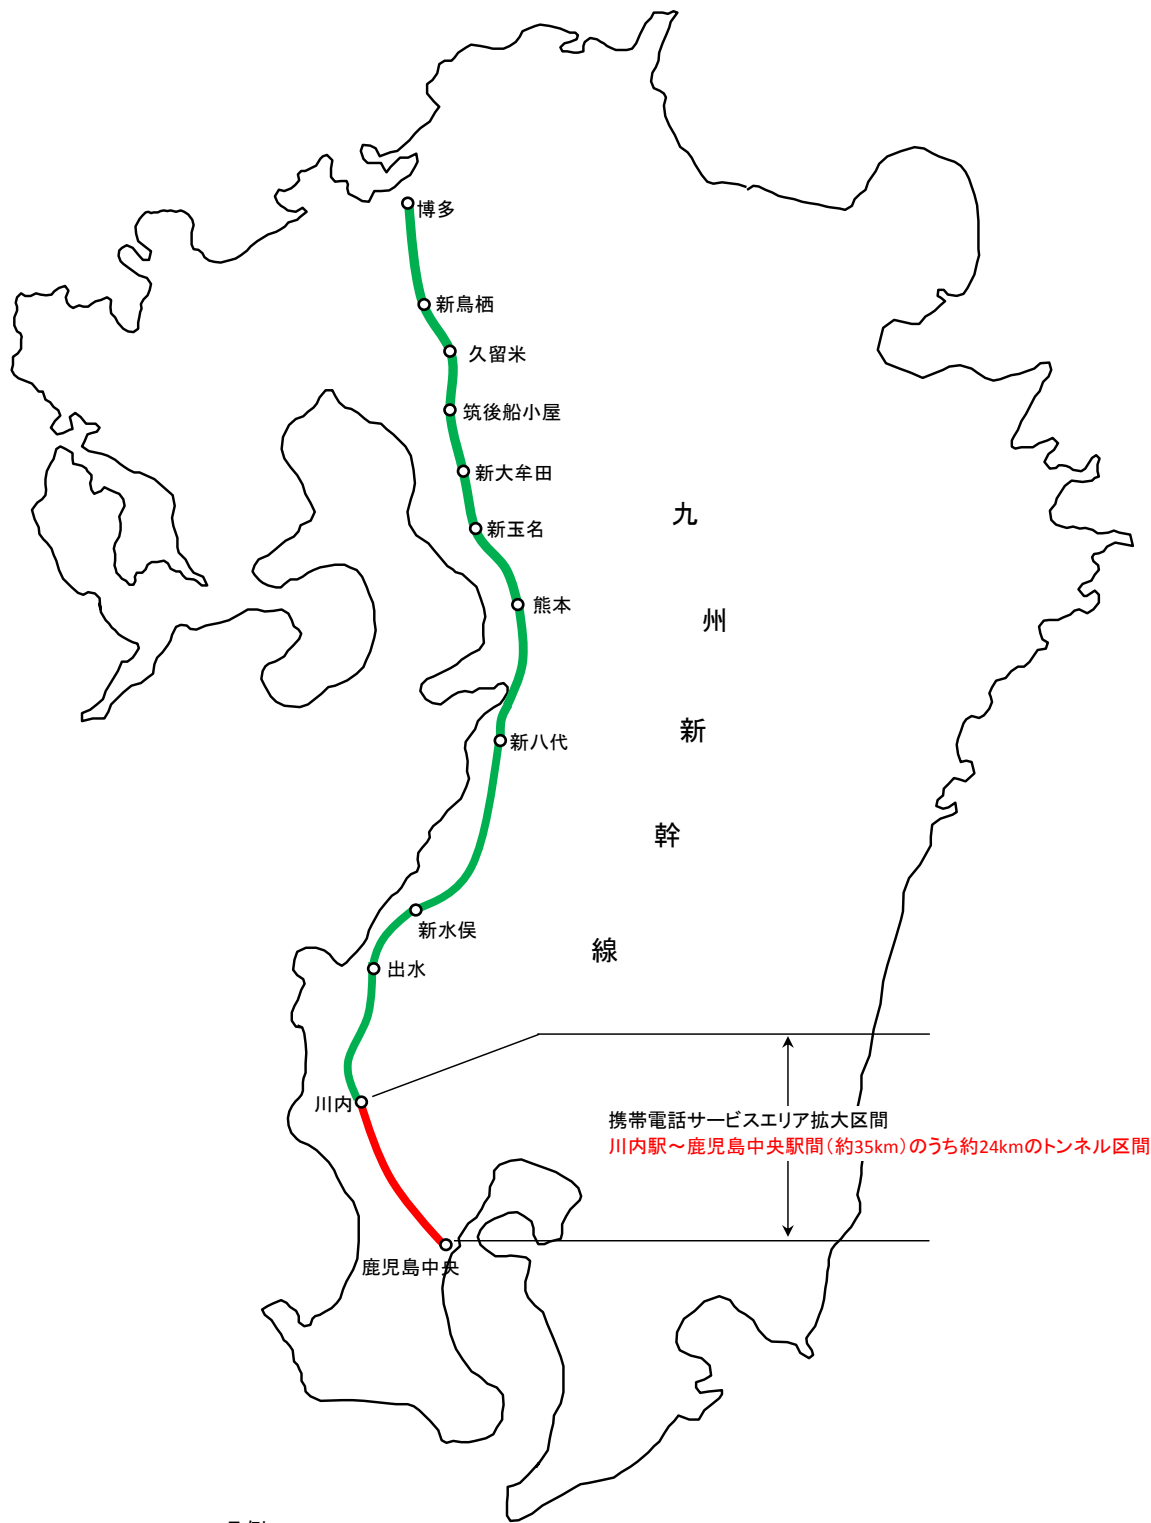 博多
新鳥栖
久留米
筑後船小屋
新大牟田
新玉名
熊本
新八代
新水俣
出水
川内
鹿児島中央
九
州
新
幹
線
携帯電話サービスエリア拡大区間
川内駅~鹿児島中央駅間(約35km)のうち約24kmのトンネル区間